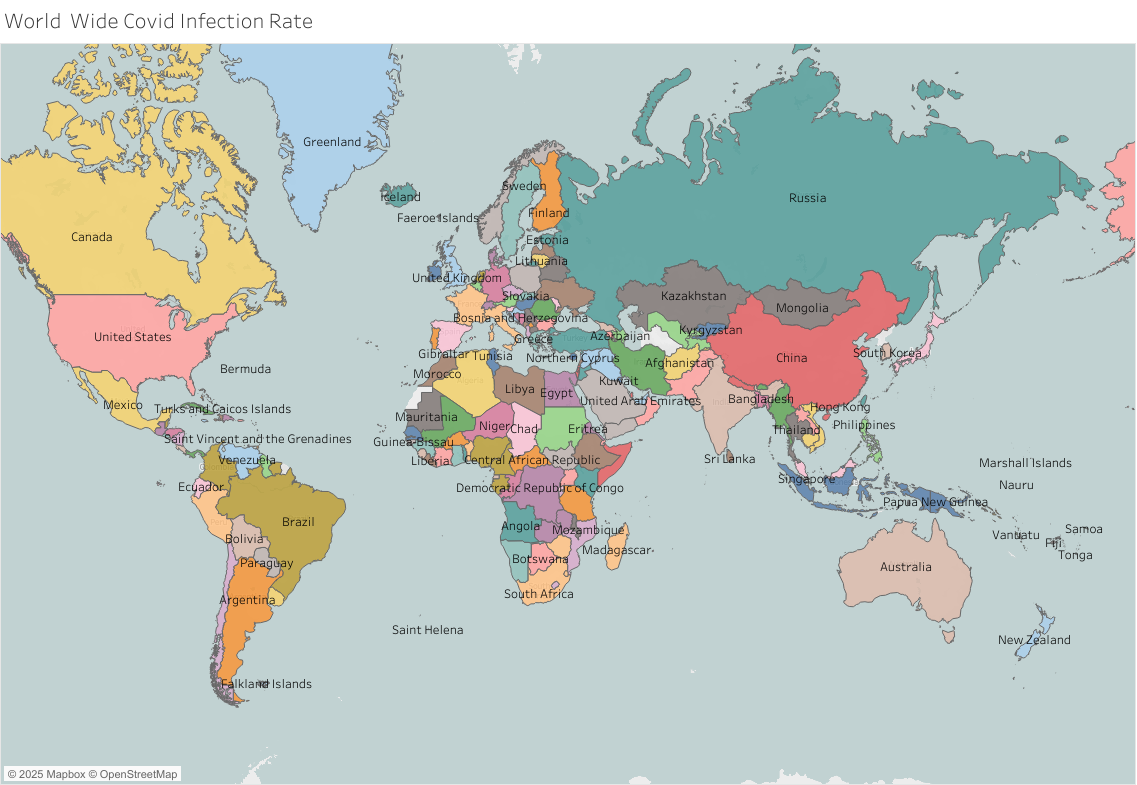 World  Wide Covid Infection Rate
Greenland
Russia
Sweden
Iceland
Finland
Faeroe Islands
Canada
Estonia
Lithuania
United Kingdom
Slovakia
Kazakhstan
Mongolia
Bosnia and Herzegovina
Kyrgyzstan
United States
Azerbaijan
Greece
South Korea
Gibraltar
Tunisia
Northern Cyprus
China
Afghanistan
Bermuda
Morocco
Kuwait
Libya
Egypt
United Arab Emirates
Bangladesh
Mexico
Turks and Caicos Islands
Hong Kong
Mauritania
Niger
Chad
Eritrea
Thailand
Philippines
Saint Vincent and the Grenadines
Guinea-Bissau
Venezuela
Liberia
Central African Republic
Sri Lanka
Marshall Islands
Singapore
Nauru
Ecuador
Democratic Republic of Congo
Papua New Guinea
Brazil
Angola
Mozambique
Samoa
Vanuatu
Bolivia
Fiji
Madagascar
Tonga
Paraguay
Botswana
Australia
South Africa
Argentina
Saint Helena
New Zealand
Falkland Islands
© 2025 Mapbox © OpenStreetMap